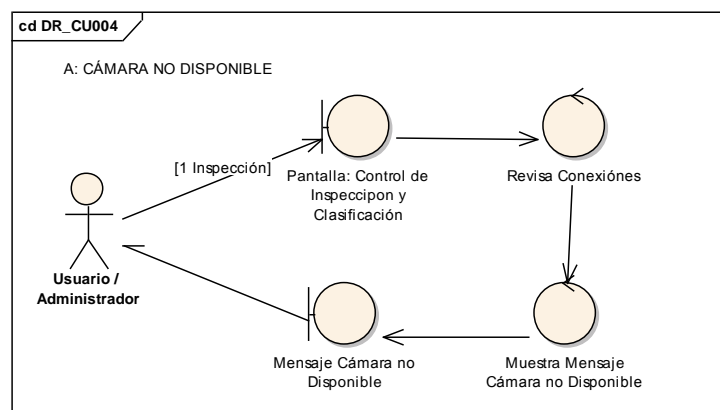 cd DR_CU004
A: CÁMARA NO DISPONIBLE
[1 Inspección]
Pantalla: Control de
Inspeccipon y
Clasificación
Revisa Conexiónes
Usuario /
Administrador
Mensaje Cámara no
Disponible
Muestra Mensaje
Cámara no Disponible